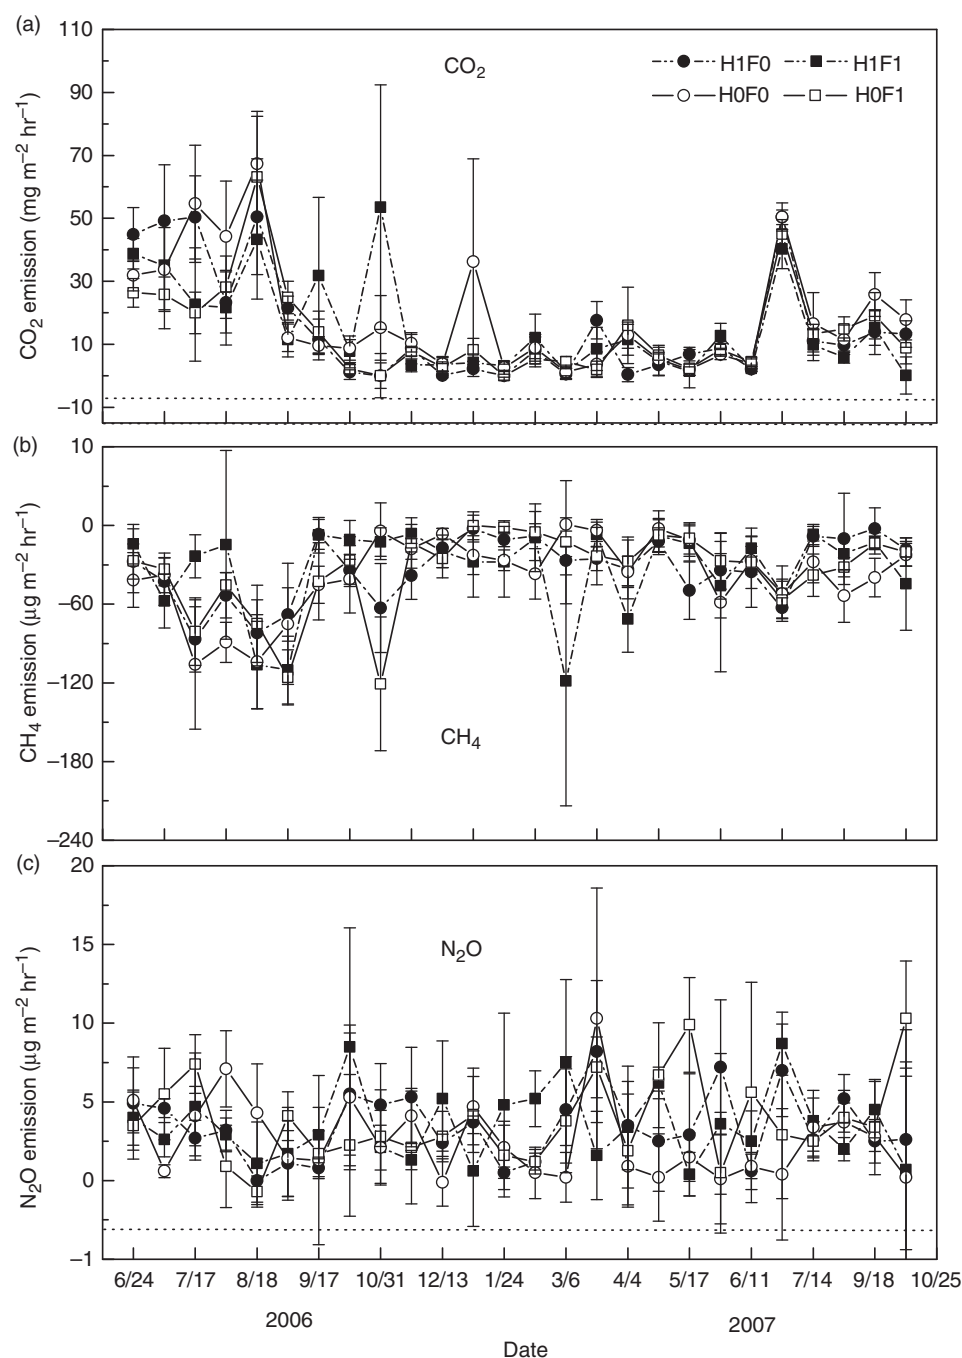 (a)
CO2
H1F0 H1F1
H0F0 H0F1
110
90
70
50
30
10
−10
CO2 emission (mg m−2 hr−1)
(b)
10
0
−60
−120
−180
−240
CH4 emission (μg m−2 hr−1)
CH4
(c)
20
15
10
5
0
−1
N2O emission (μg m−2 hr−1)
N2O
6/24 7/17 8/18 9/17 10/31 12/13 1/24 3/6 4/4 5/17 6/11 7/14 9/18 10/25
2006 2007
Date